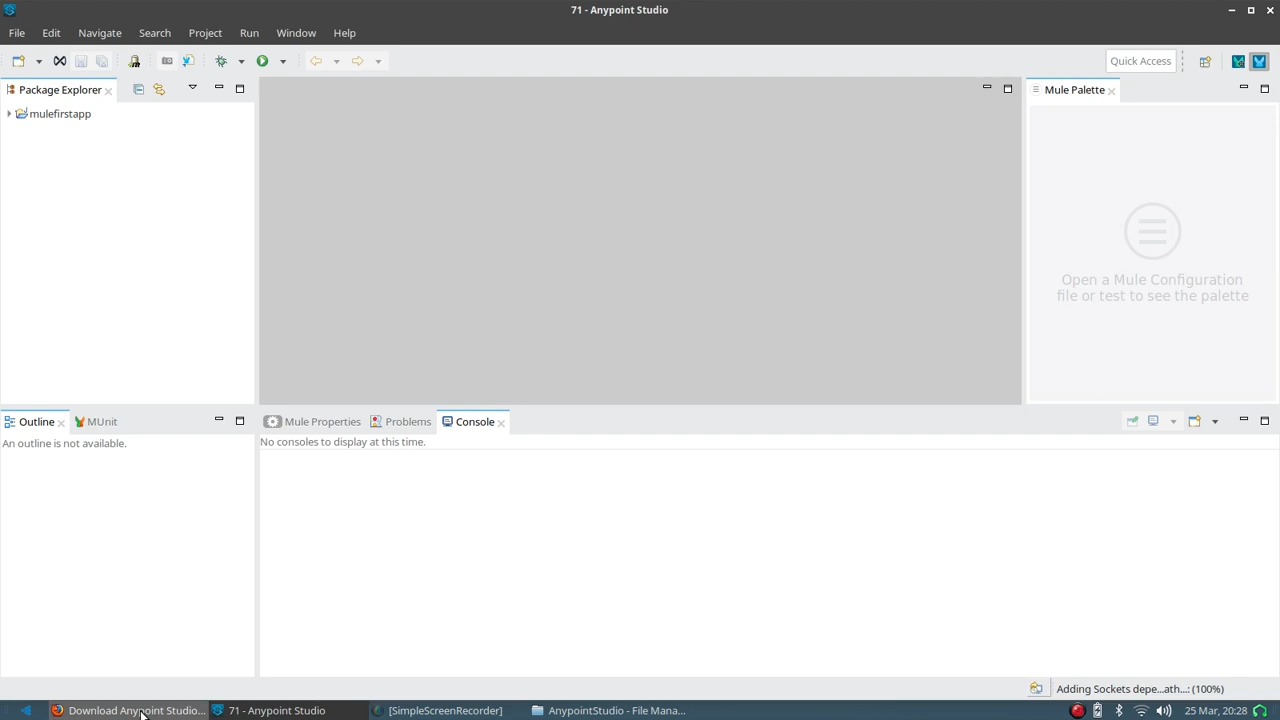 71 - Anypoint Studio
File Edit Navigate Search Project Run Window Help
Quick Access
Package Explorer
Mule Palette
mulefirstapp
Open a Mule Configuration
file or test to see the palette
Outline MUnit
Mule Properties Problems Console
An outline is not available.
No consoles to display at this time.
Adding Sockets depe...ath...: (100%)
Download Anypoint Studio... 71 - Anypoint Studio [SimpleScreenRecorder] AnypointStudio - File Mana... 25 Mar, 20:28